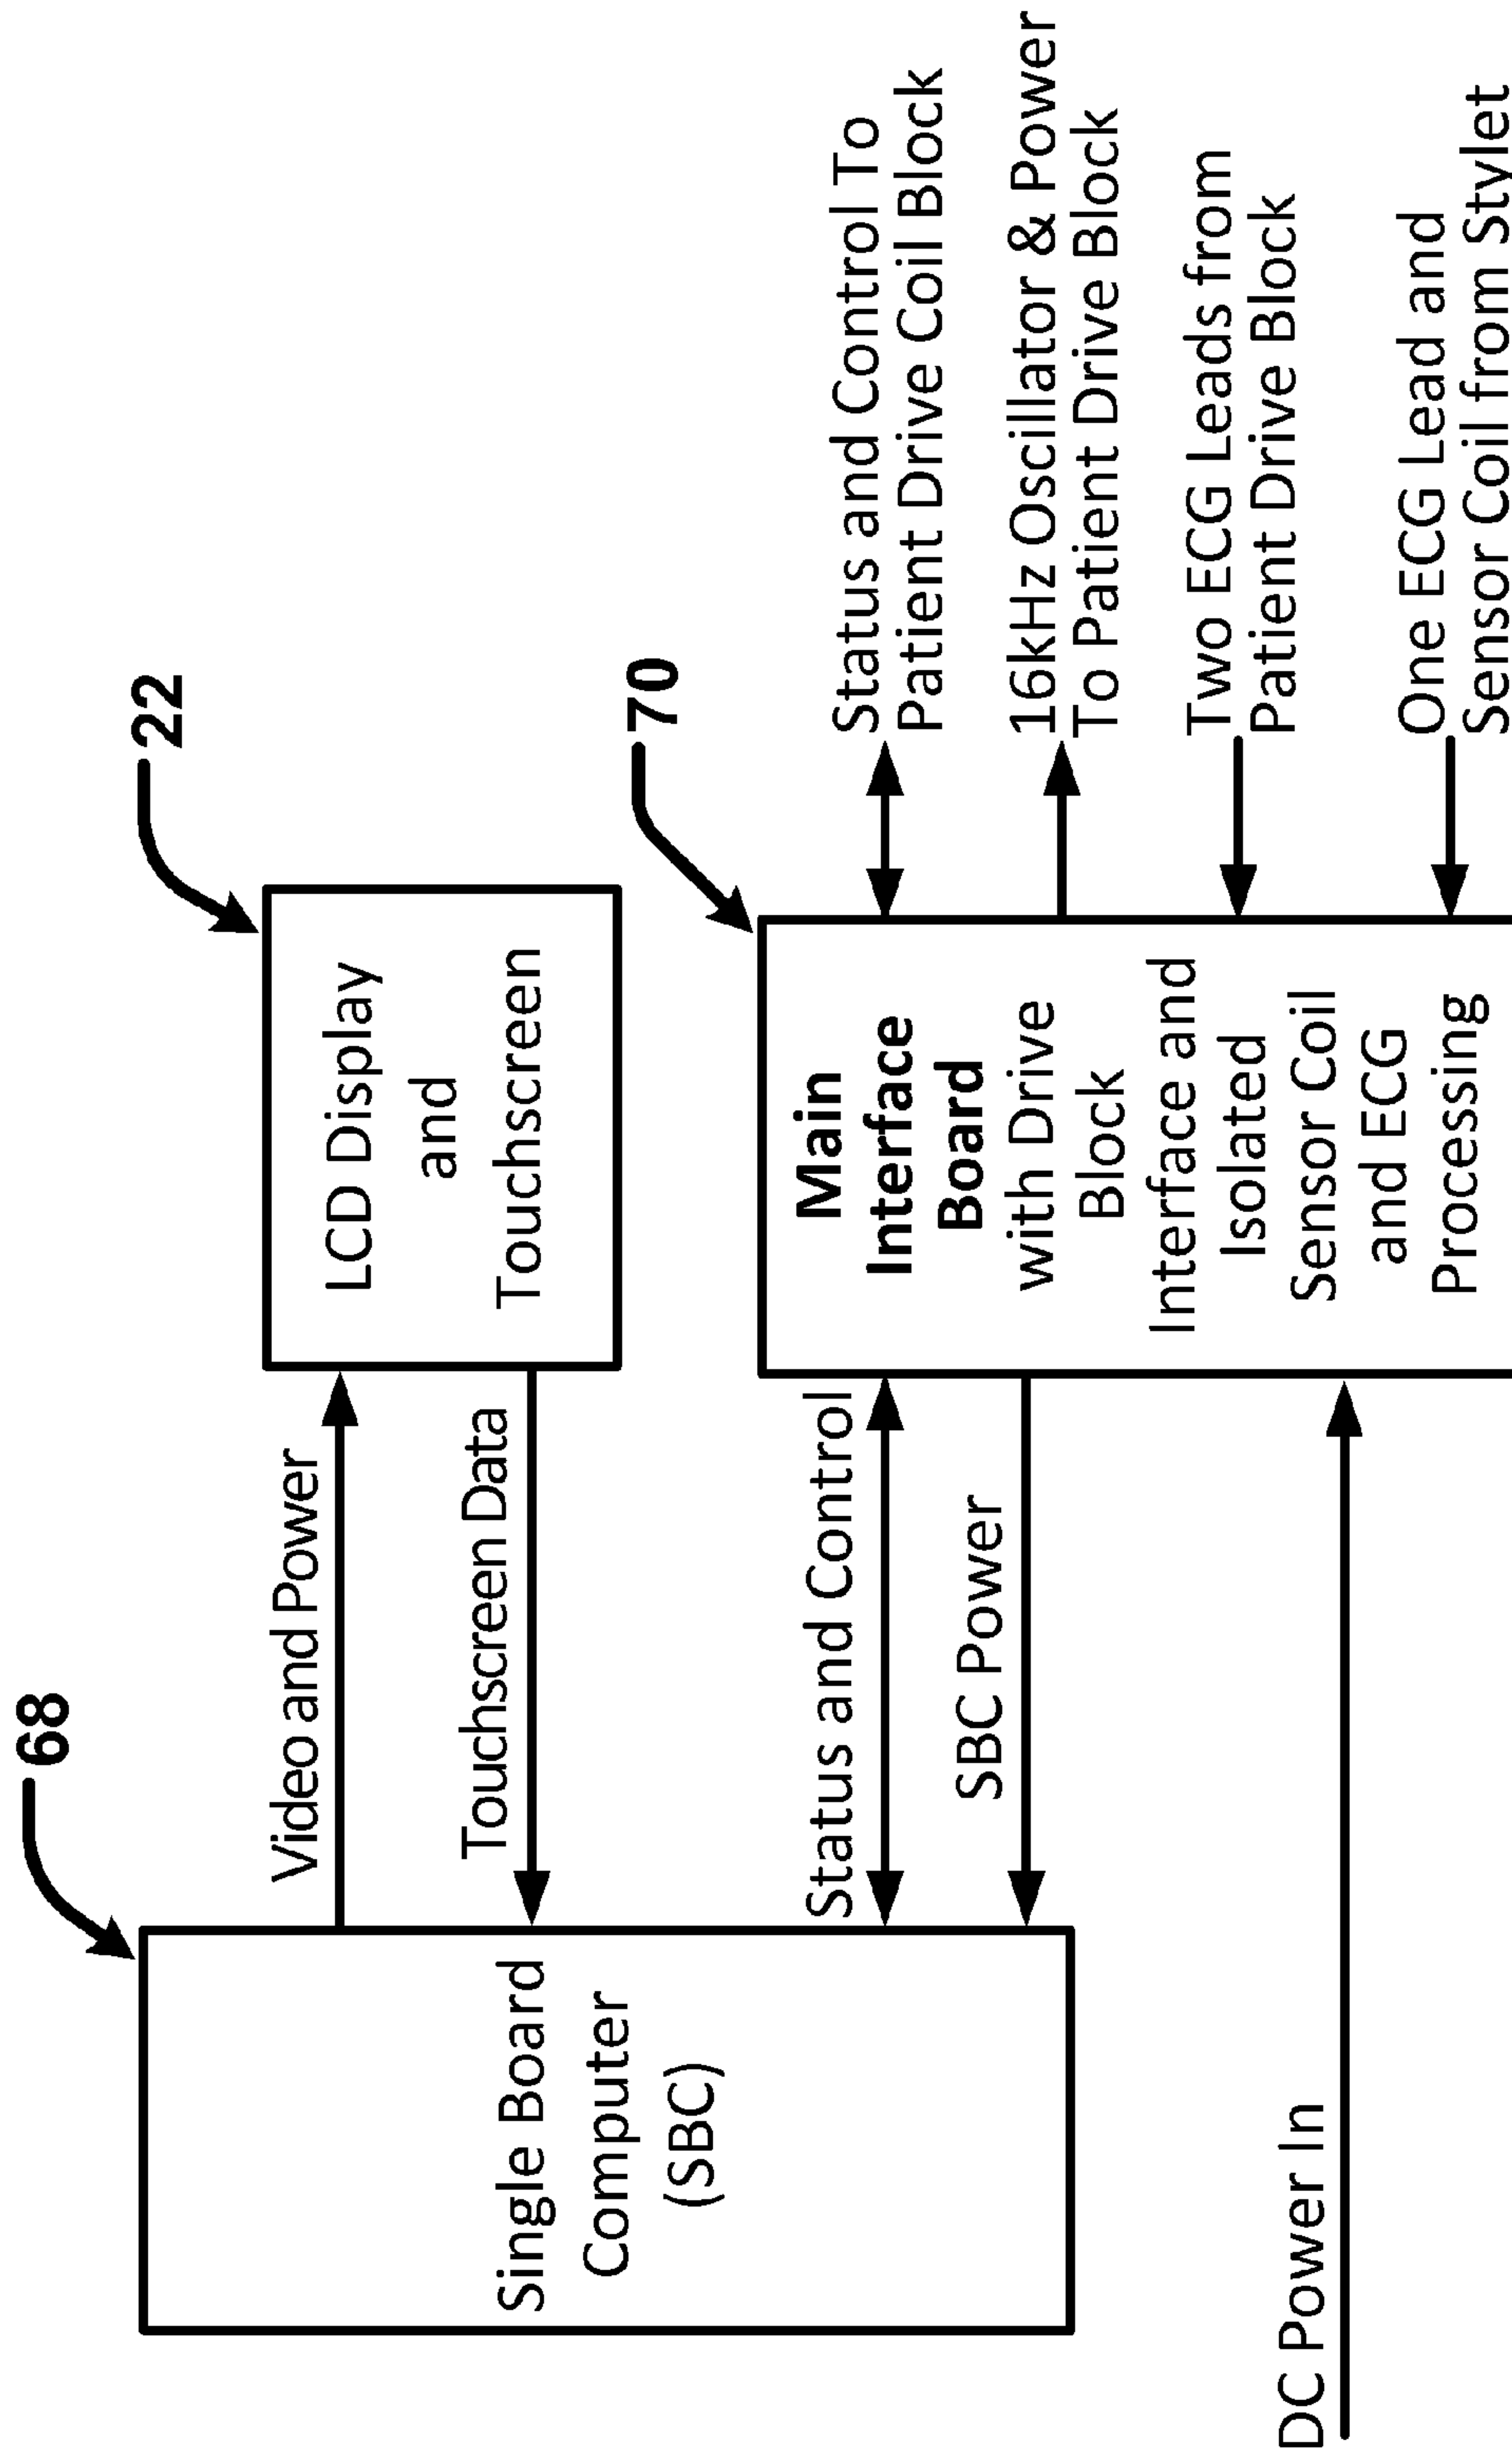 68
Single Board
Computer
(SBC)
Video and Power
Touchscreen Data
22
LCD Display
and
Touchscreen
Status and Control
SBC Power
DC Power In
70
Main
Interface
Board
with Drive
Block
Interface and
Isolated
Sensor Coil
and ECG
Processing
Status and Control To
Patient Drive Coil Block
16kHz Oscillator & Power
To Patient Drive Block
Two ECG Leads from
Patient Drive Block
One ECG Lead and
Sensor Coil from Stylet